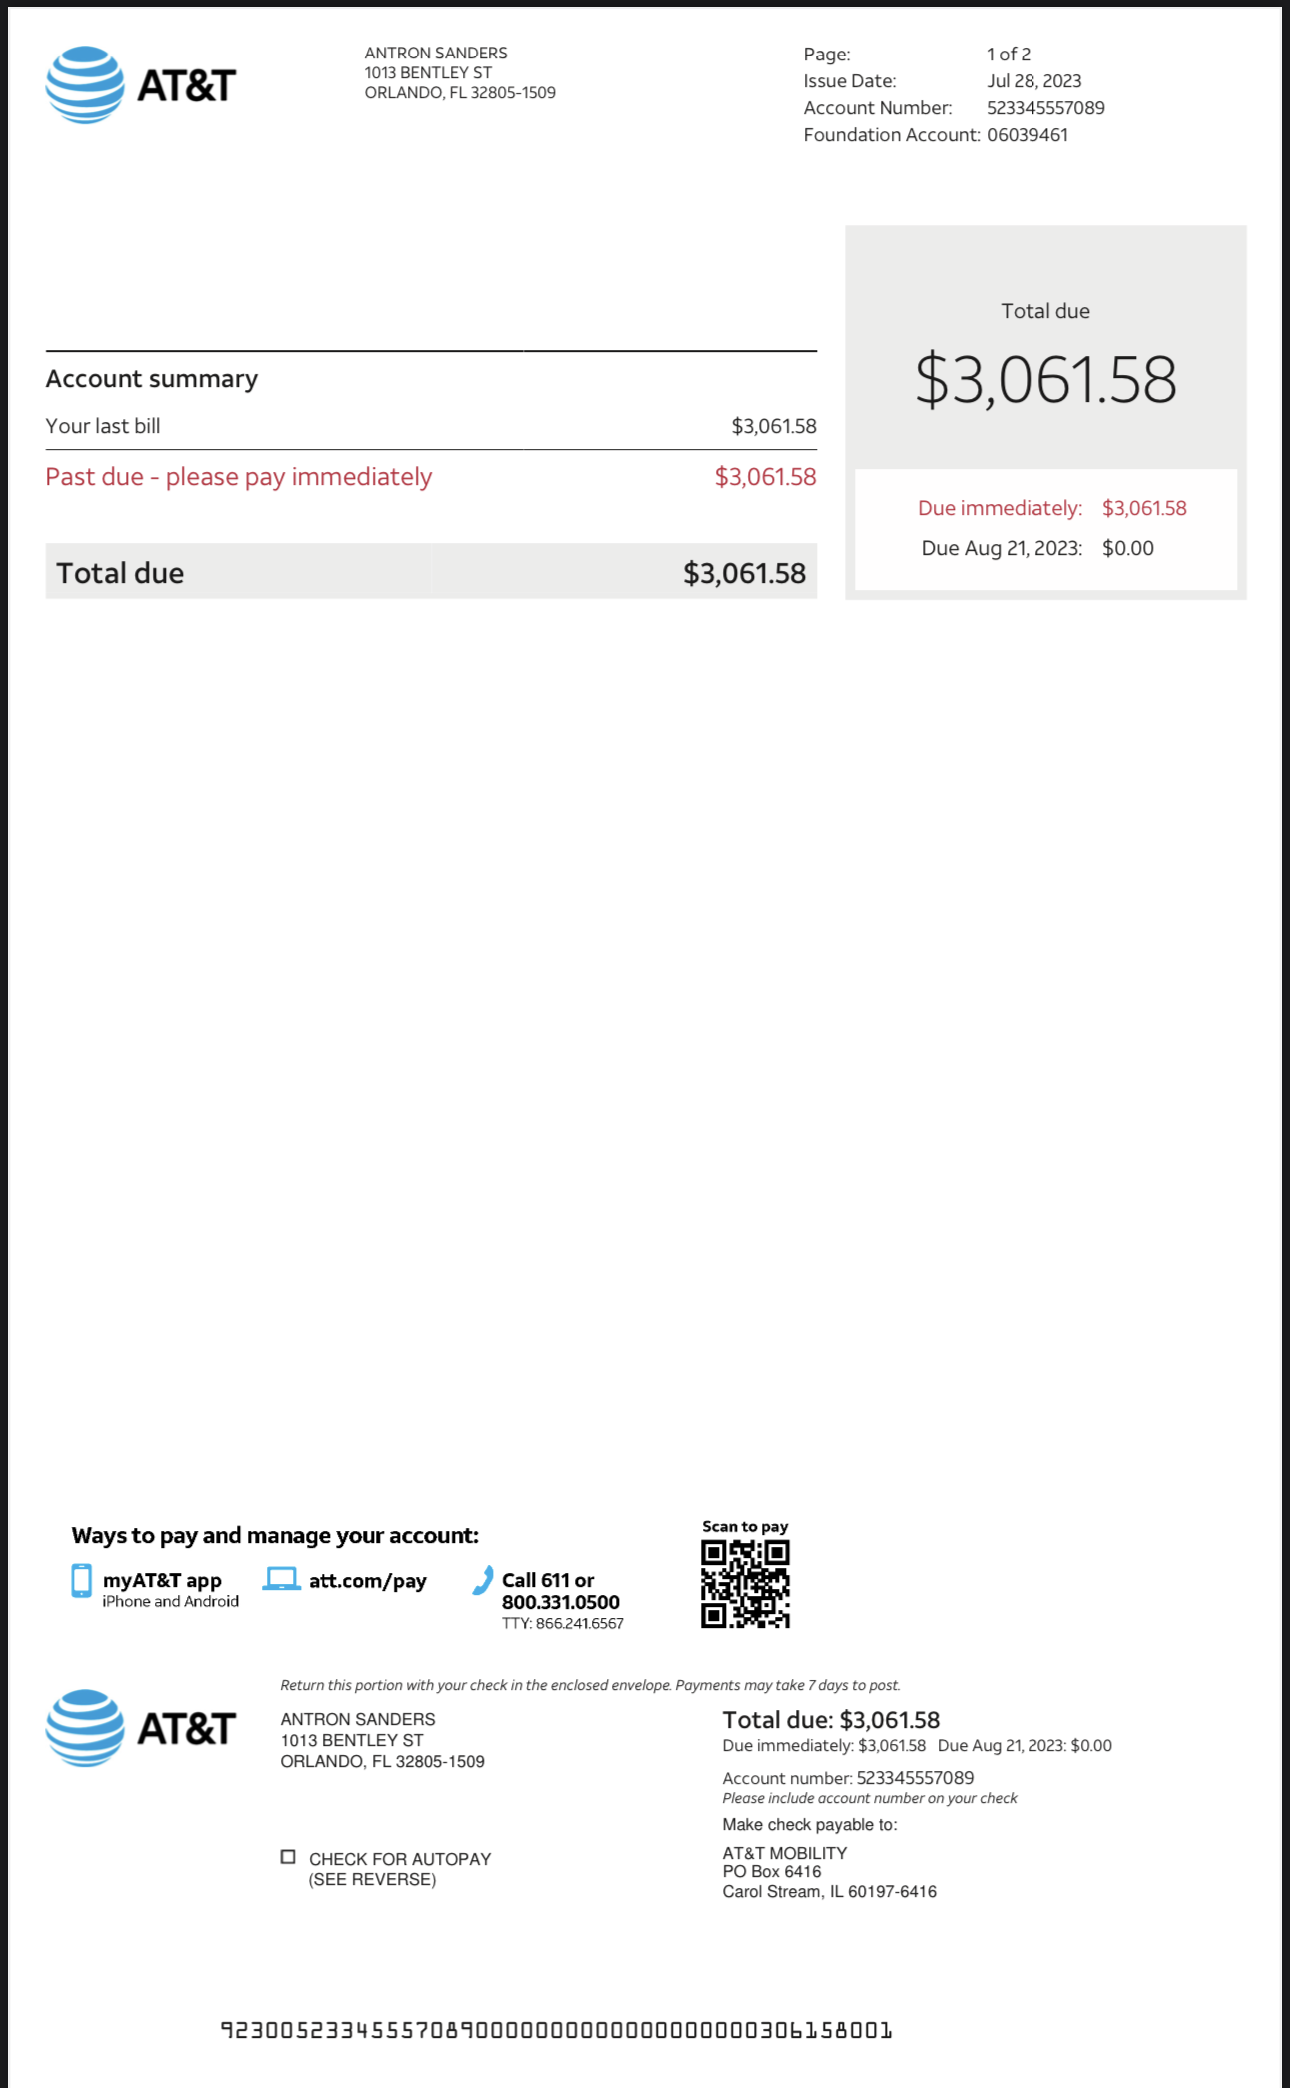 AT&T
ANTRON SANDERS
1013 BENTLEY ST
ORLANDO, FL 32805-1509
Page: 1 of 2
Issue Date: Jul 28, 2023
Account Number: 523345557089
Foundation Account: 06039461
Total due
$3,061.58
Due immediately: $3,061.58
Due Aug 21, 2023: $0.00
Account summary
Your last bill $3,061.58
Past due - please pay immediately $3,061.58
Total due $3,061.58
Ways to pay and manage your account:
myAT&T app
iPhone and Android
att.com/pay
Call 611 or
800.331.0500
TTY: 866.241.6567
Scan to pay
Return this portion with your check in the enclosed envelope. Payments may take 7 days to post.
AT&T
ANTRON SANDERS
1013 BENTLEY ST
ORLANDO, FL 32805-1509
CHECK FOR AUTOPAY
(SEE REVERSE)
Total due: $3,061.58
Due immediately: $3,061.58 Due Aug 21, 2023: $0.00
Account number: 523345557089
Please include account number on your check
Make check payable to:
AT&T MOBILITY
PO Box 6416
Carol Stream, IL 60197-6416
9230052334555708900000000000000000000306158001